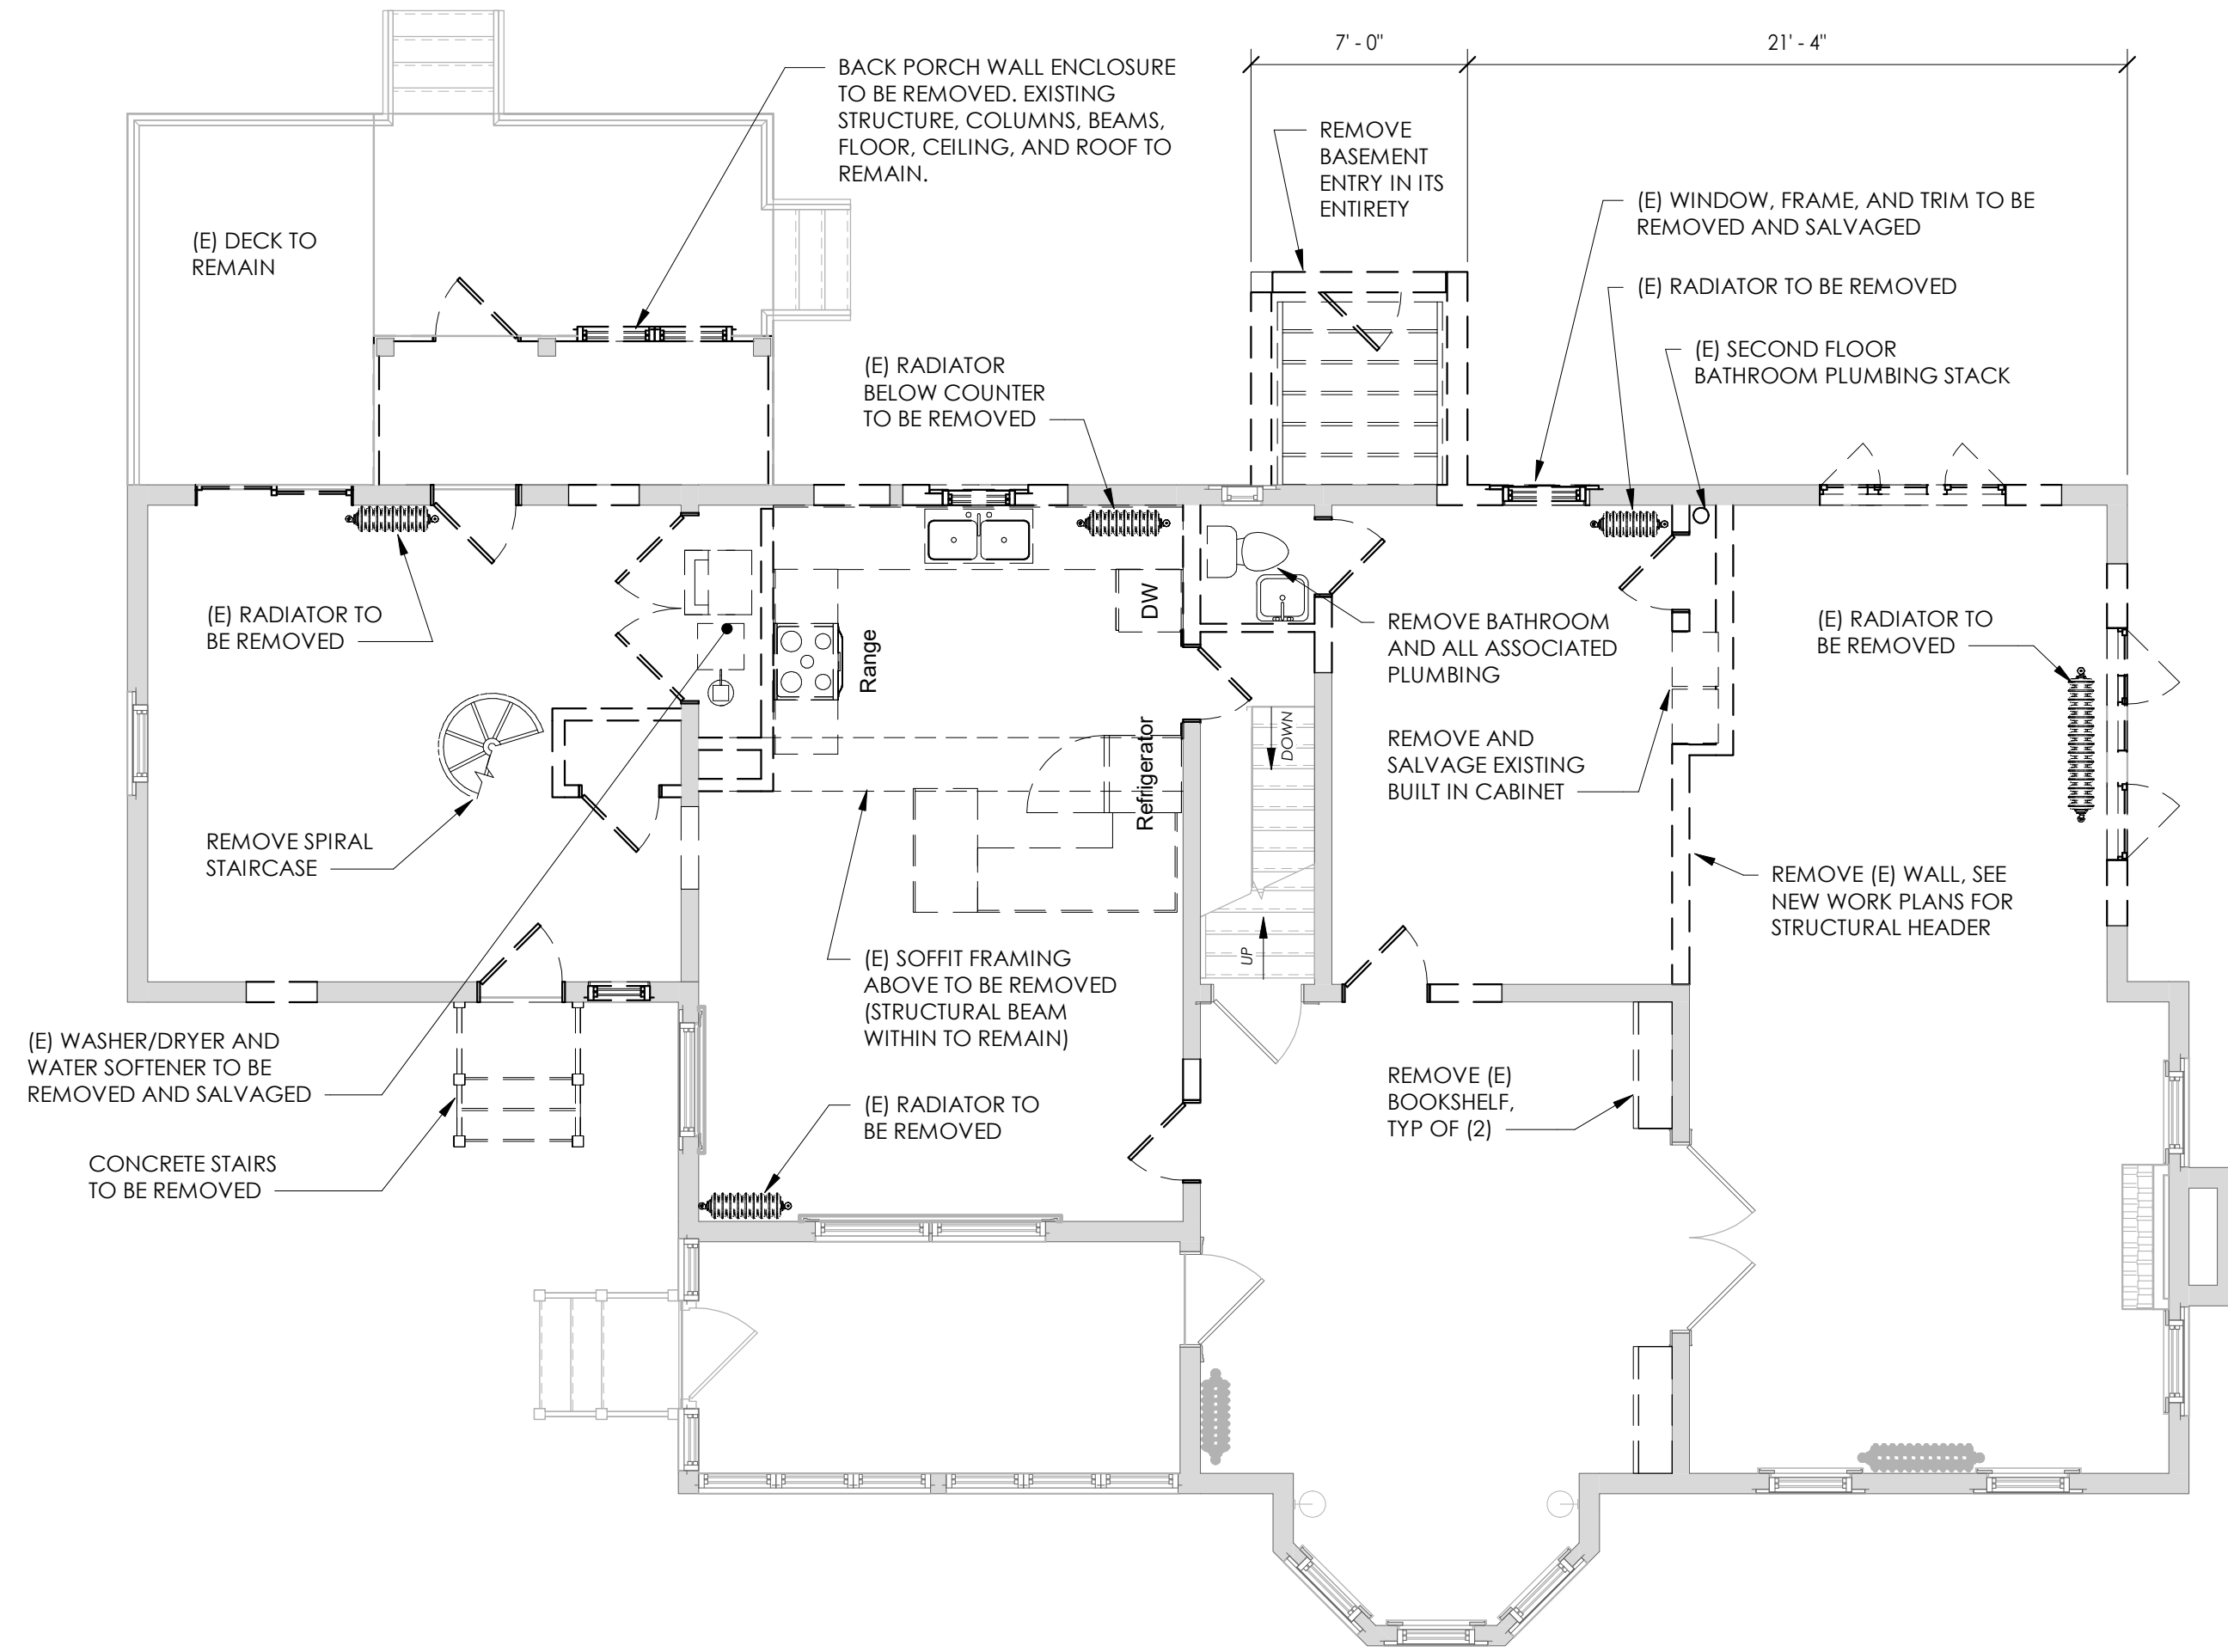 7' - 0"
21' - 4"
BACK PORCH WALL ENCLOSURE
TO BE REMOVED. EXISTING
STRUCTURE, COLUMNS, BEAMS,
FLOOR, CEILING, AND ROOF TO
REMAIN.
REMOVE
BASEMENT
ENTRY IN ITS
ENTIRETY
(E) WINDOW, FRAME, AND TRIM TO BE
REMOVED AND SALVAGED
(E) DECK TO
REMAIN
(E) RADIATOR TO BE REMOVED
(E) SECOND FLOOR
BATHROOM PLUMBING STACK
(E) RADIATOR
BELOW COUNTER
TO BE REMOVED
(E) RADIATOR TO
BE REMOVED
DW
Range
Refrigerator
REMOVE BATHROOM
AND ALL ASSOCIATED
PLUMBING
(E) RADIATOR TO
BE REMOVED
DOWN
REMOVE AND
SALVAGE EXISTING
BUILT IN CABINET
REMOVE SPIRAL
STAIRCASE
REMOVE (E) WALL, SEE
NEW WORK PLANS FOR
STRUCTURAL HEADER
UP
(E) SOFFIT FRAMING
ABOVE TO BE REMOVED
(STRUCTURAL BEAM
WITHIN TO REMAIN)
(E) WASHER/DRYER AND
WATER SOFTENER TO BE
REMOVED AND SALVAGED
REMOVE (E)
BOOKSHELF,
TYP OF (2)
(E) RADIATOR TO
BE REMOVED
CONCRETE STAIRS
TO BE REMOVED